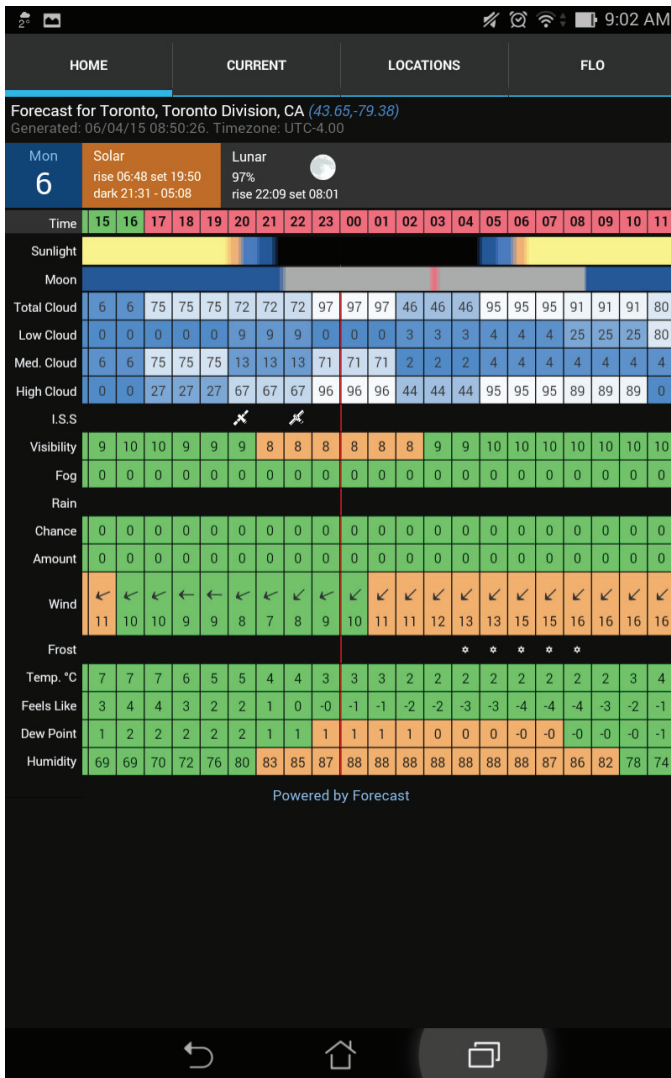 2° 9:02 AM
HOME CURRENT LOCATIONS FLO
Forecast for Toronto, Toronto Division, CA (43.65,-79.38)
Generated: 06/04/15 08:50:26. Timezone: UTC-4.00
Mon
6
Solar
rise 06:48 set 19:50
dark 21:31 - 05:08
Lunar
97%
rise 22:09 set 08:01
Time 15 16 17 18 19 20 21 22 23 00 01 02 03 04 05 06 07 08 09 10 11
Sunlight
Moon
Total Cloud 6 6 75 75 75 72 72 72 97 97 97 46 46 46 95 95 95 91 91 91 80
Low Cloud 0 0 0 0 0 9 9 9 0 0 0 3 3 3 4 4 4 25 25 25 80
Med. Cloud 6 6 75 75 75 13 13 13 71 71 71 2 2 2 4 4 4 4 4 4 4
High Cloud 0 0 27 27 27 67 67 67 96 96 96 44 44 44 95 95 95 89 89 89 0
I.S.S
Visibility 9 10 10 9 9 9 8 8 8 8 8 8 9 9 10 10 10 10 10 10 10
Fog 0 0 0 0 0 0 0 0 0 0 0 0 0 0 0 0 0 0 0 0 0
Rain
Chance 0 0 0 0 0 0 0 0 0 0 0 0 0 0 0 0 0 0 0 0 0
Amount 0 0 0 0 0 0 0 0 0 0 0 0 0 0 0 0 0 0 0 0 0
Wind 11 10 10 9 9 8 7 8 9 10 11 11 12 13 13 15 15 16 16 16 16
Frost
Temp. °C 7 7 7 6 5 5 4 4 3 3 3 2 2 2 2 2 2 2 2 3 4
Feels Like 3 4 4 3 2 2 1 0 -0 -1 -1 -2 -2 -3 -3 -4 -4 -4 -3 -2 -1
Dew Point 1 2 2 2 2 2 1 1 1 1 1 1 0 0 0 -0 -0 -0 -0 -0 -1
Humidity 69 69 70 72 76 80 83 85 87 88 88 88 88 88 88 88 87 86 82 78 74
Powered by Forecast